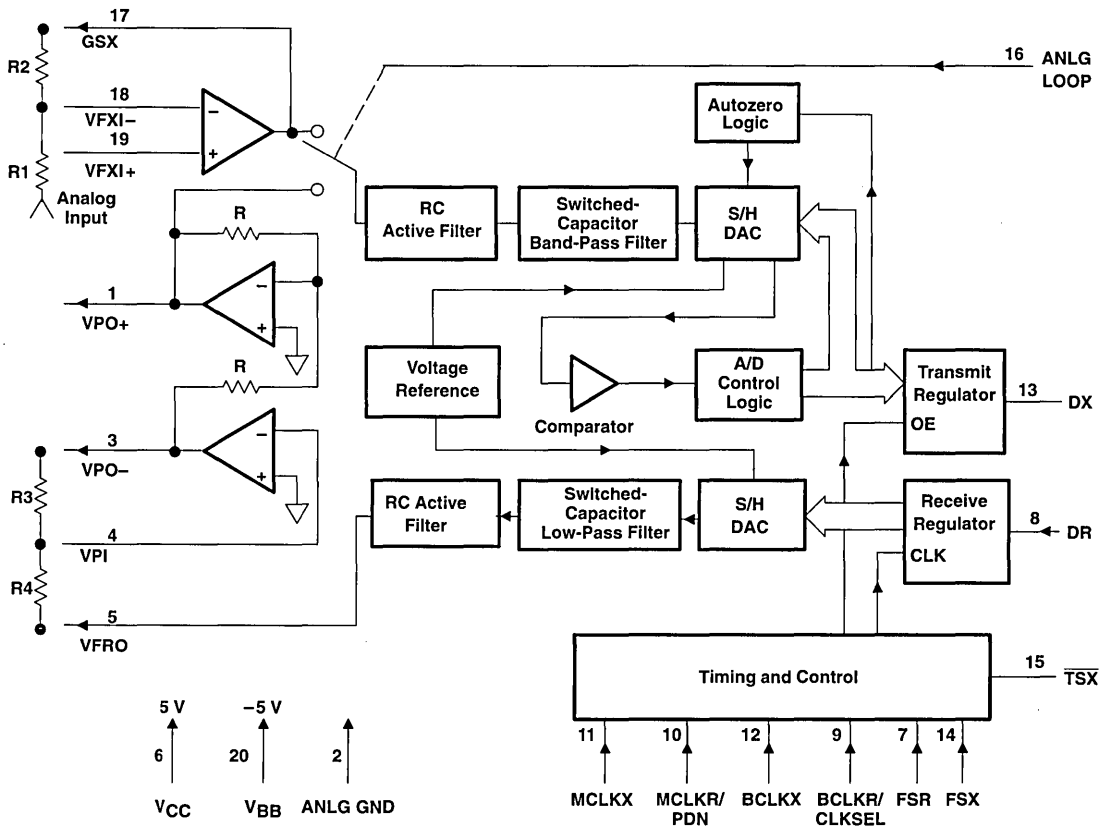 17
GSX
R2
18
VFXI−
19
VFXI+
R1
Analog
Input
−
+
16
ANLG
LOOP
Autozero
Logic
R
RC
Active Filter
Switched-
Capacitor
Band-Pass Filter
S/H
DAC
1
VPO+
−
+
R
Voltage
Reference
Comparator
A/D
Control
Logic
Transmit
Regulator
OE
13
DX
3
VPO−
−
+
R3
4
VPI
R4
5
VFRO
RC Active
Filter
Switched-
Capacitor
Low-Pass Filter
S/H
DAC
Receive
Regulator
CLK
8
DR
Timing and Control
15
TSX
5 V
−5 V
6
20
2
VCC
VBB
ANLG GND
11
10
12
9
7
14
MCLKX
MCLKR/
PDN
BCLKX
BCLKR/
CLKSEL
FSR
FSX